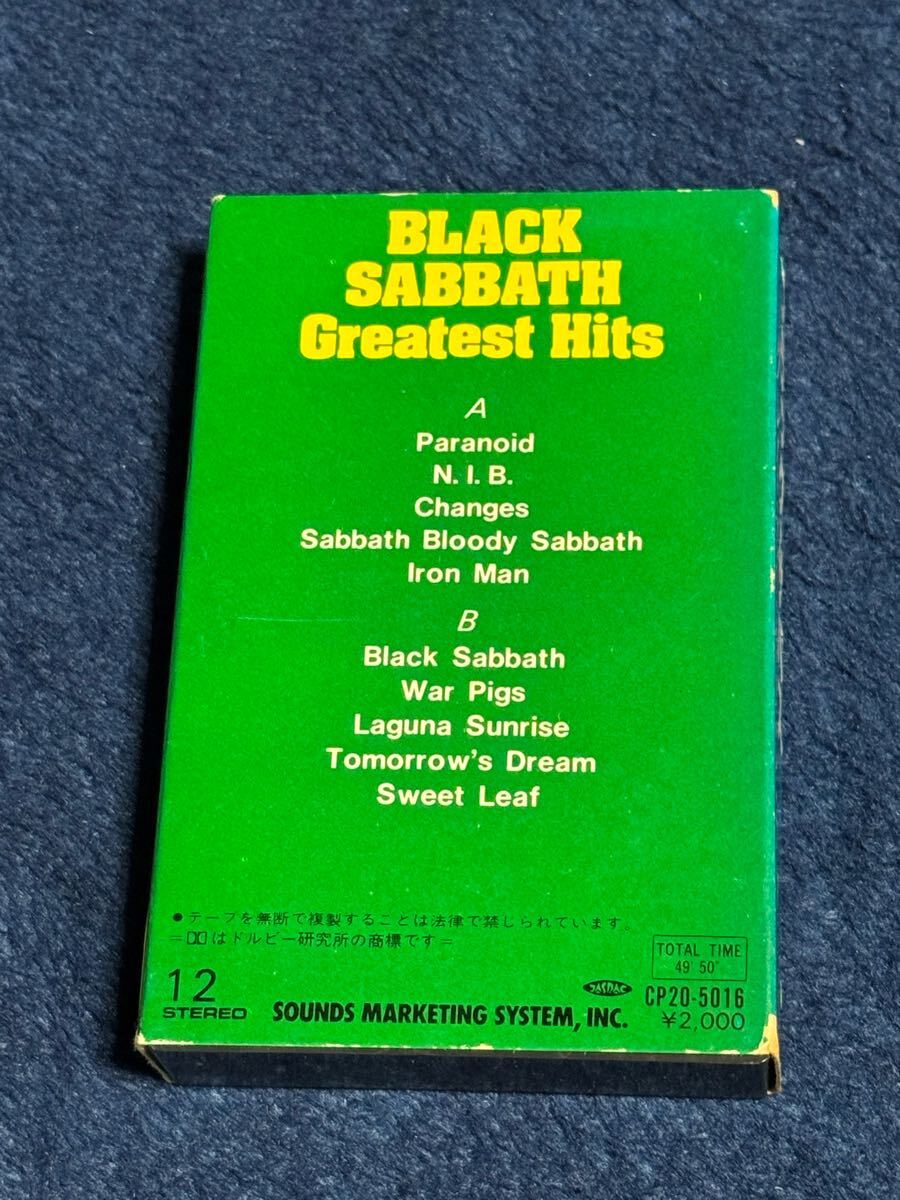 BLACK
SABBATH
Greatest Hits
A
Paranoid
N.I.B.
Changes
Sabbath Bloody Sabbath
Iron Man
B
Black Sabbath
War Pigs
Laguna Sunrise
Tomorrow's Dream
Sweet Leaf
●テープを無断で複製することは法律で禁じられています。
=DDはドルビー研究所の商標です=
TOTAL TIME
49' 50"
12
STEREO
SOUNDS MARKETING SYSTEM, INC.
JASRAC
CP20-5016
¥2,000